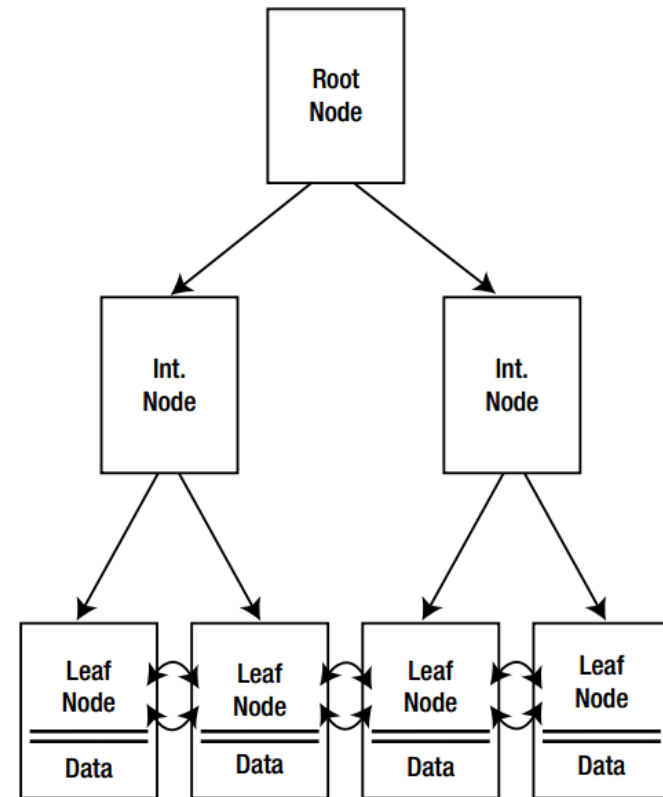 Root
Node
Int.
Node
Int.
Node
Leaf
Node
Data
Leaf
Node
Data
Leaf
Node
Data
Leaf
Node
Data